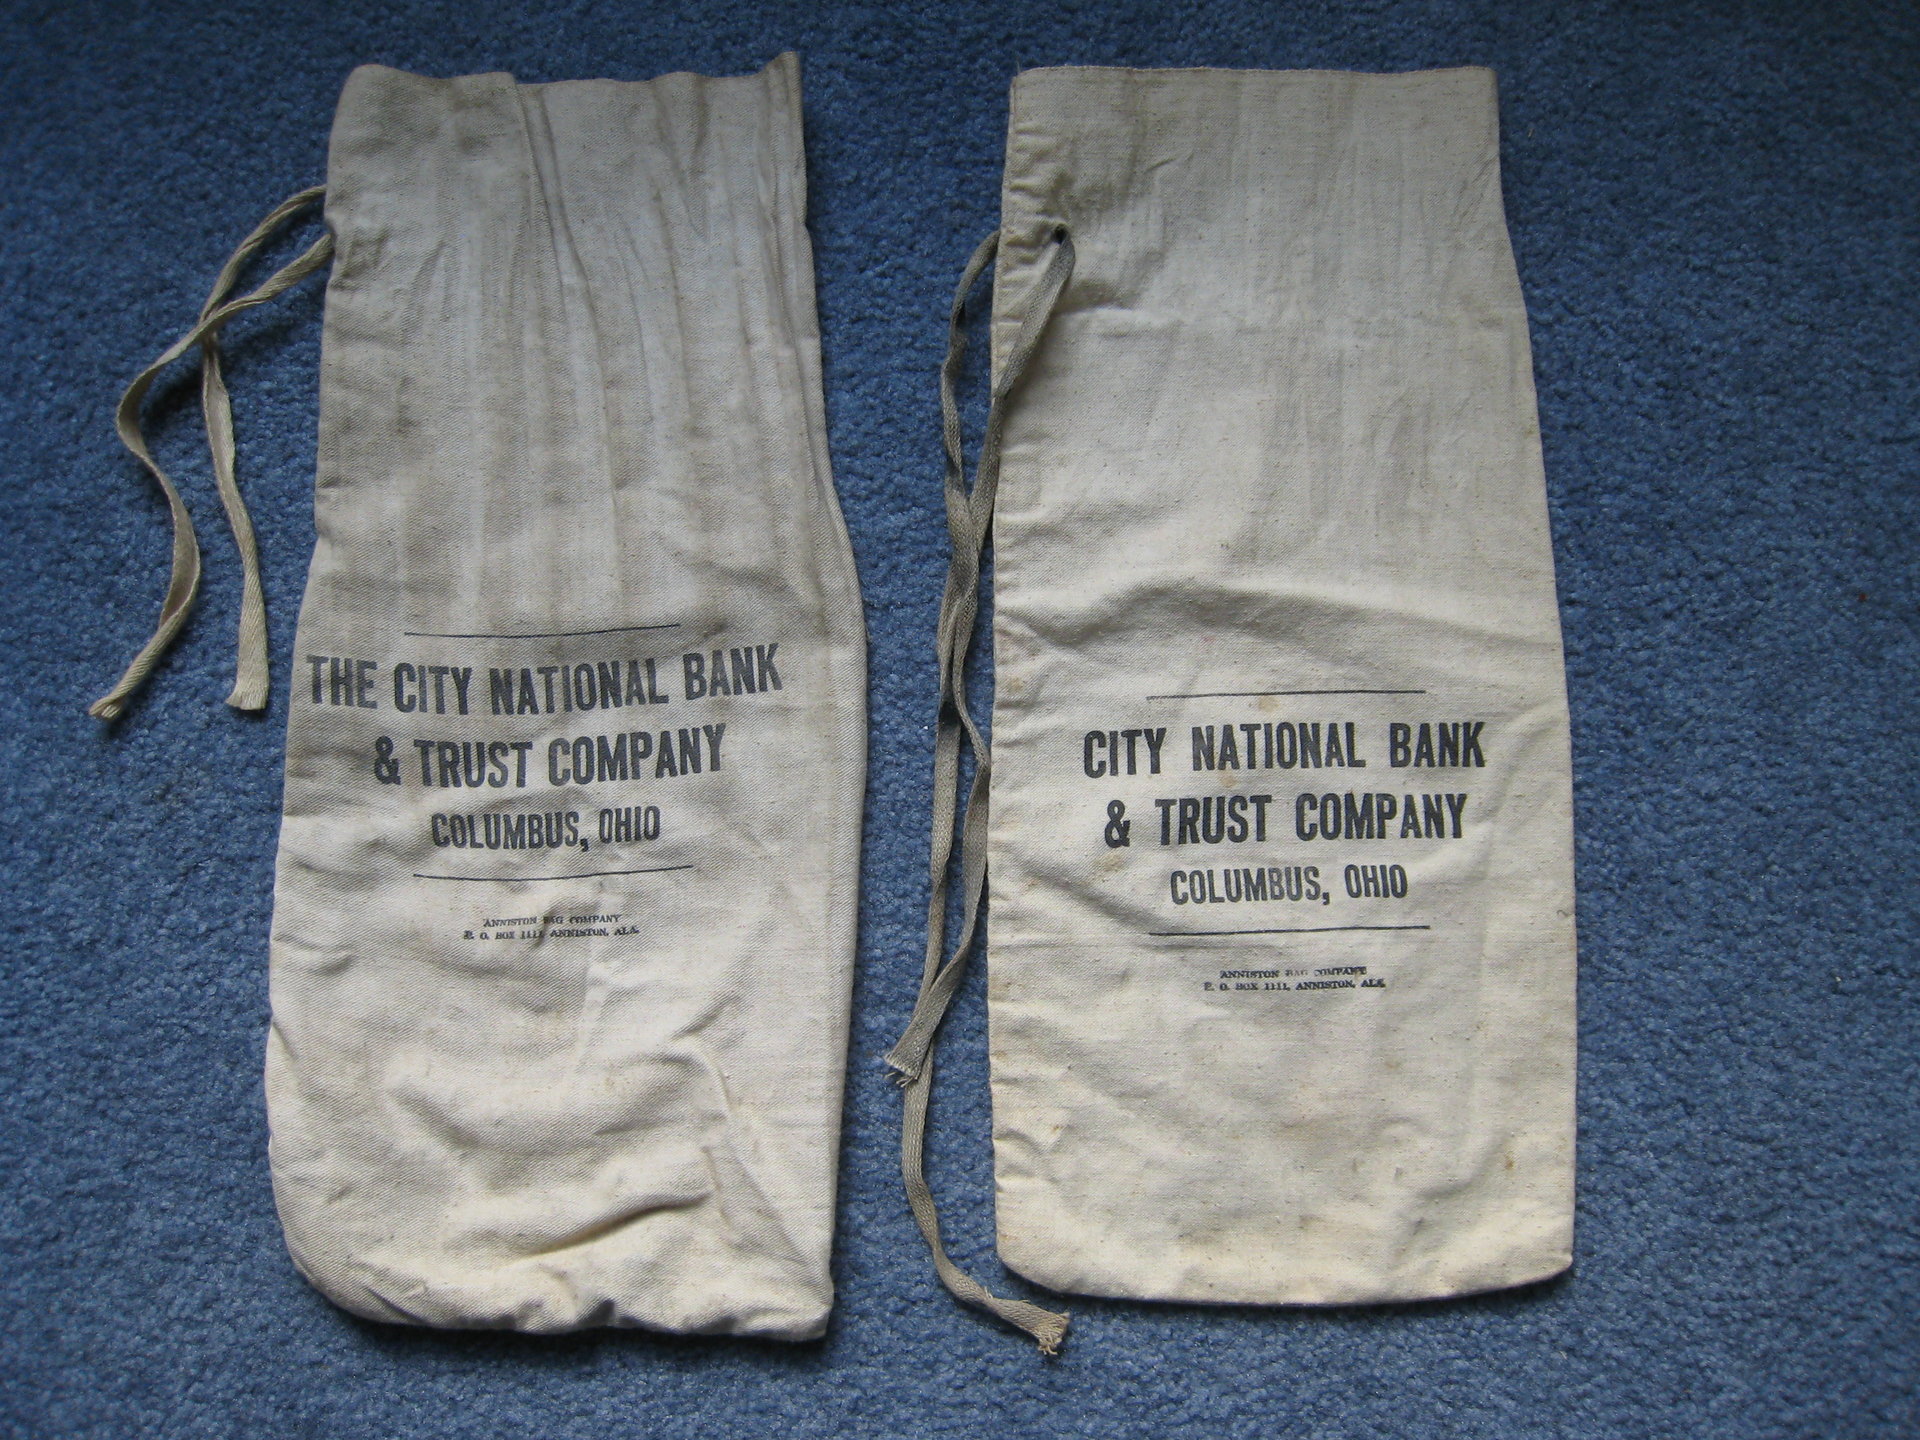 THE CITY NATIONAL BANK
& TRUST COMPANY
COLUMBUS, OHIO
ANNISTON BAG COMPANY
P. O. BOX 1111, ANNISTON, ALA.
CITY NATIONAL BANK
& TRUST COMPANY
COLUMBUS, OHIO
ANNISTON BAG COMPANY
P. O. BOX 1111, ANNISTON, ALA.